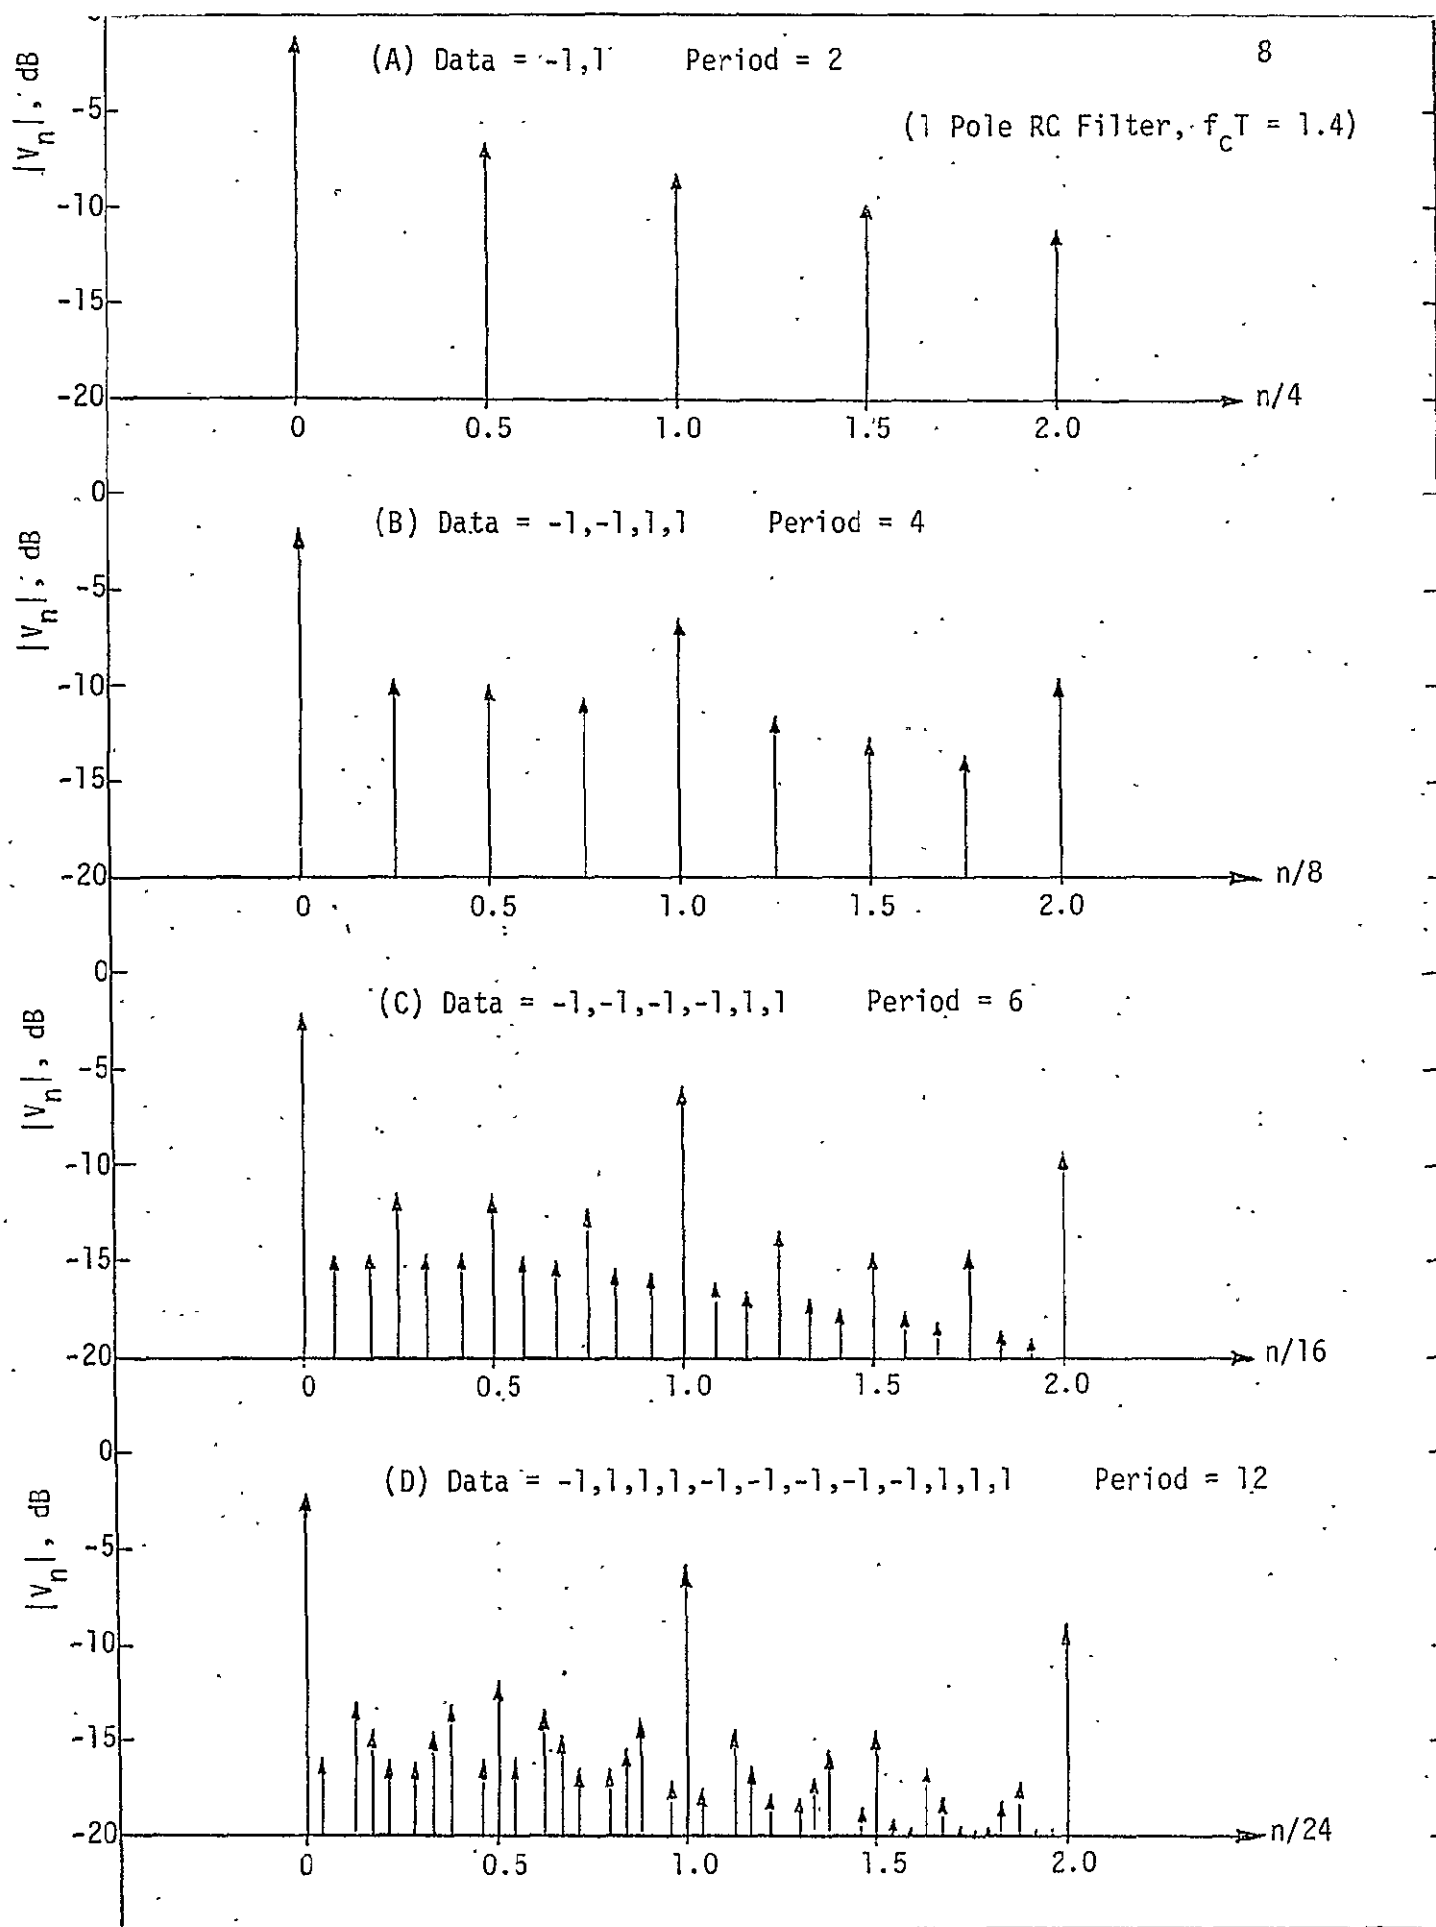 8
(A) Data = -1,1 Period = 2
(1 Pole RC Filter, f_cT = 1.4)
|V_n|, dB
-5
-10
-15
-20
0 0.5 1.0 1.5 2.0
n/4
(B) Data = -1,-1,1,1 Period = 4
|V_n|, dB
0
-5
-10
-15
-20
0 0.5 1.0 1.5 2.0
n/8
(C) Data = -1,-1,-1,-1,1,1 Period = 6
|V_n|, dB
0
-5
-10
-15
-20
0 0.5 1.0 1.5 2.0
n/16
(D) Data = -1,1,1,1,-1,-1,-1,-1,-1,1,1,1 Period = 12
|V_n|, dB
0
-5
-10
-15
-20
0 0.5 1.0 1.5 2.0
n/24